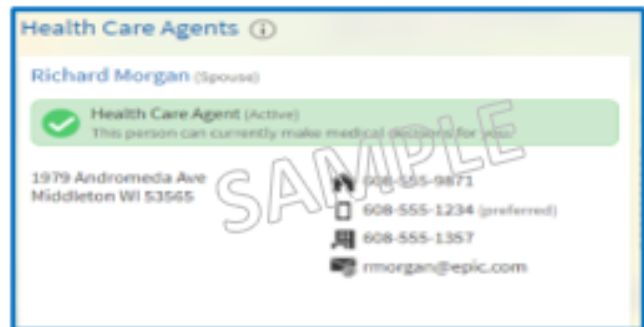 Health Care Agents
Richard Morgan (Spouse)
Health Care Agent (Active)
This person can currently make medical decisions for you.
1979 Andromeda Ave
Middleton WI 53565
608-555-9871
608-555-1234 (preferred)
608-555-1357
rmorgan@epic.com
SAMPLE